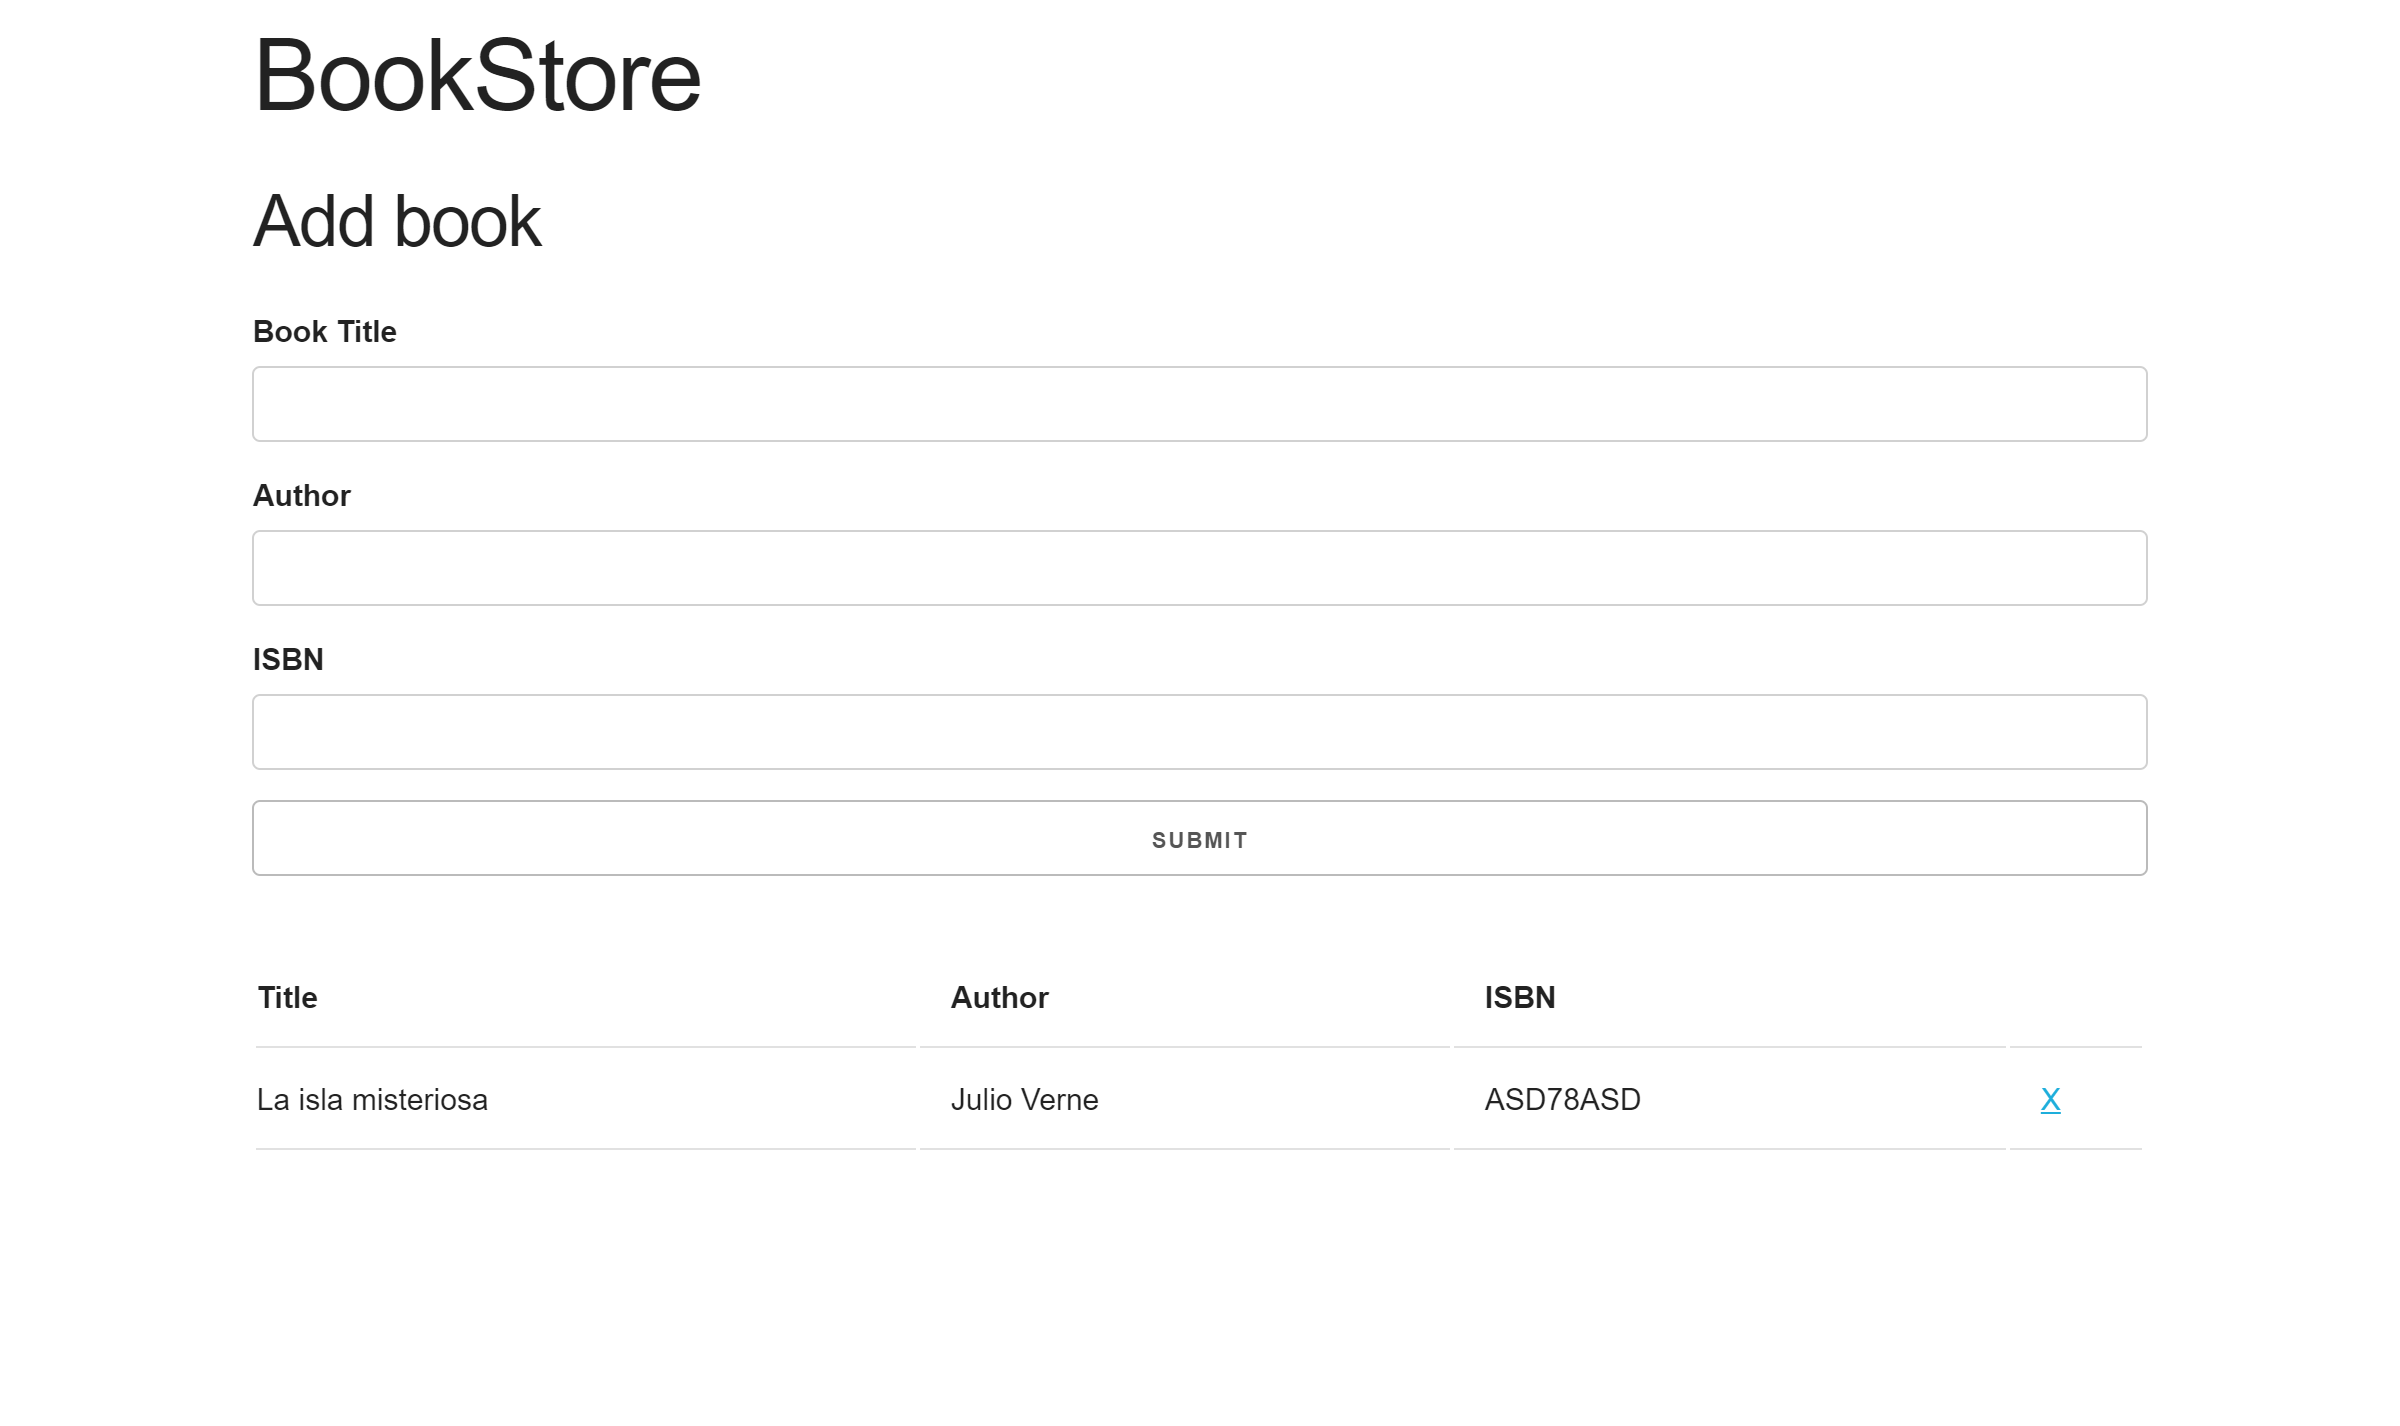 BookStore
Add book
Book Title
Author
ISBN
SUBMIT
Title Author ISBN
La isla misteriosa Julio Verne ASD78ASD X